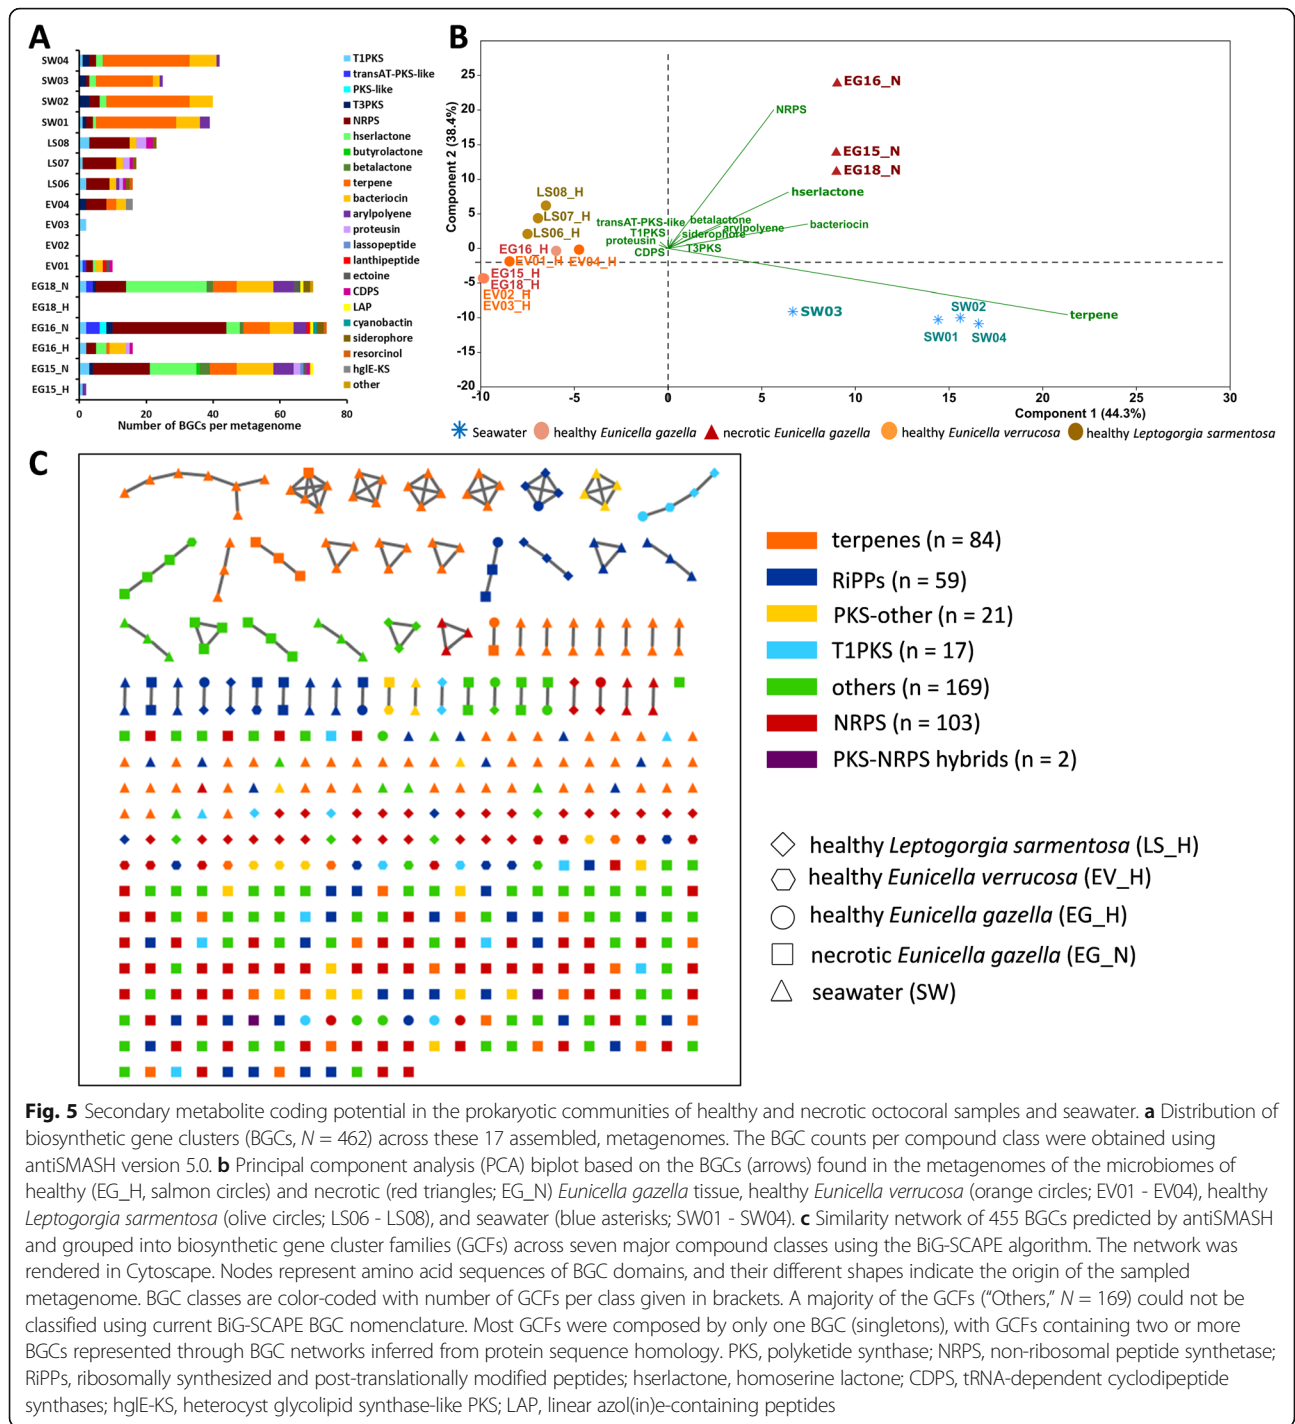 A
SW04
SW03
SW02
SW01
LS08
LS07
LS06
EV04
EV03
EV02
EV01
EG18_N
EG18_H
EG16_N
EG16_H
EG15_N
EG15_H
0 20 40 60 80
Number of BGCs per metagenome
T1PKS
transAT-PKS-like
PKS-like
T3PKS
NRPS
hserlactone
butyrolactone
betalactone
terpene
bacteriocin
arylpolyene
proteusin
lassopeptide
lanthipeptide
ectoine
CDPS
LAP
cyanobactin
siderophore
resorcinol
hglE-KS
other
B
Component 2 (38.4%)
25
20
15
10
5
0
-5
-10
-15
-20
-10 -5 0 5 10 15 20 25 30
Component 1 (44.3%)
EG16_N
NRPS
EG15_N
EG18_N
hserlactone
LS08_H
LS07_H
LS06_H
transAT-PKS-like
betalactone
bacteriocin
T1PKS
arylpolyene
siderophore
proteusin
T3PKS
CDPS
EG16_H
EV01_H
EV04_H
EG15_H
EG18_H
EV02_H
EV03_H
SW03
SW02
SW01
SW04
terpene
Seawater
healthy Eunicella gazella
necrotic Eunicella gazella
healthy Eunicella verrucosa
healthy Leptogorgia sarmentosa
C
terpenes (n = 84)
RiPPs (n = 59)
PKS-other (n = 21)
T1PKS (n = 17)
others (n = 169)
NRPS (n = 103)
PKS-NRPS hybrids (n = 2)
healthy Leptogorgia sarmentosa (LS_H)
healthy Eunicella verrucosa (EV_H)
healthy Eunicella gazella (EG_H)
necrotic Eunicella gazella (EG_N)
seawater (SW)
Fig. 5 Secondary metabolite coding potential in the prokaryotic communities of healthy and necrotic octocoral samples and seawater. a Distribution of
biosynthetic gene clusters (BGCs, N = 462) across these 17 assembled, metagenomes. The BGC counts per compound class were obtained using
antiSMASH version 5.0. b Principal component analysis (PCA) biplot based on the BGCs (arrows) found in the metagenomes of the microbiomes of
healthy (EG_H, salmon circles) and necrotic (red triangles; EG_N) Eunicella gazella tissue, healthy Eunicella verrucosa (orange circles; EV01 - EV04), healthy
Leptogorgia sarmentosa (olive circles; LS06 - LS08), and seawater (blue asterisks; SW01 - SW04). c Similarity network of 455 BGCs predicted by antiSMASH
and grouped into biosynthetic gene cluster families (GCFs) across seven major compound classes using the BiG-SCAPE algorithm. The network was
rendered in Cytoscape. Nodes represent amino acid sequences of BGC domains, and their different shapes indicate the origin of the sampled
metagenome. BGC classes are color-coded with number of GCFs per class given in brackets. A majority of the GCFs (“Others,” N = 169) could not be
classified using current BiG-SCAPE BGC nomenclature. Most GCFs were composed by only one BGC (singletons), with GCFs containing two or more
BGCs represented through BGC networks inferred from protein sequence homology. PKS, polyketide synthase; NRPS, non-ribosomal peptide synthetase;
RiPPs, ribosomally synthesized and post-translationally modified peptides; hserlactone, homoserine lactone; CDPS, tRNA-dependent cyclodipeptide
synthases; hglE-KS, heterocyst glycolipid synthase-like PKS; LAP, linear azol(in)e-containing peptides